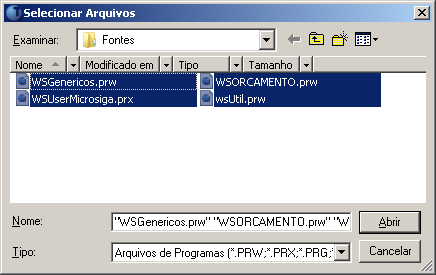 Selecionar Arquivos
Examinar: Fontes
Nome Modificado em Tipo Tamanho
WSGenericos.prw WSORCAMENTO.prw
WSUserMicrosiga.prx wsUtil.prw
Nome: "WSGenericos.prw" "WSORCAMENTO.prw" "W Abrir
Tipo: Arquivos de Programas (*.PRW;*.PRX;*.PRG;* Cancelar